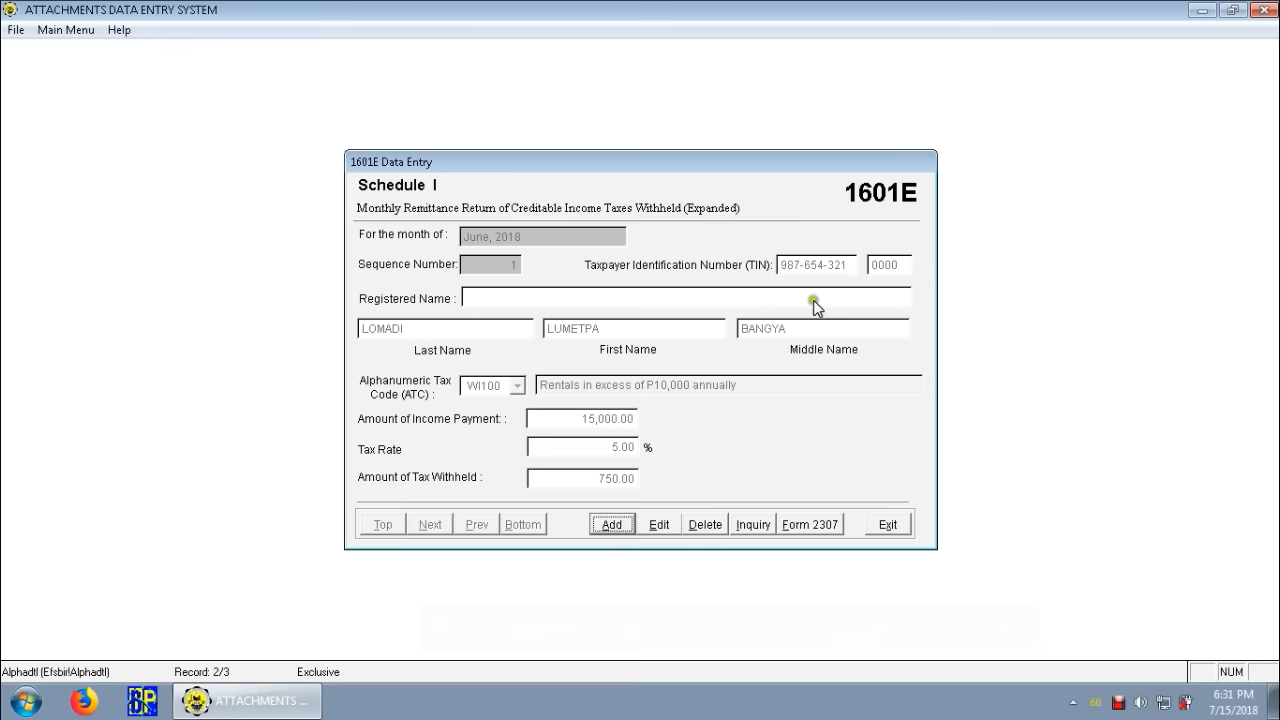 ATTACHMENTS DATA ENTRY SYSTEM
File Main Menu Help
1601E Data Entry
Schedule I
1601E
Monthly Remittance Return of Creditable Income Taxes Withheld (Expanded)
For the month of : June, 2018
Sequence Number: 1 Taxpayer Identification Number (TIN): 987-654-321 0000
Registered Name :
LOMADI LUMETPA BANGYA
Last Name First Name Middle Name
Alphanumeric Tax
Code (ATC) : WI100 Rentals in excess of P10,000 annually
Amount of Income Payment: : 15,000.00
Tax Rate 5.00 %
Amount of Tax Withheld : 750.00
Top Next Prev Bottom Add Edit Delete Inquiry Form 2307 Exit
Alphadtl (Efsbir!Alphadtl) Record: 2/3 Exclusive NUM
ATTACHMENTS ... 68 6:31 PM
7/15/2018